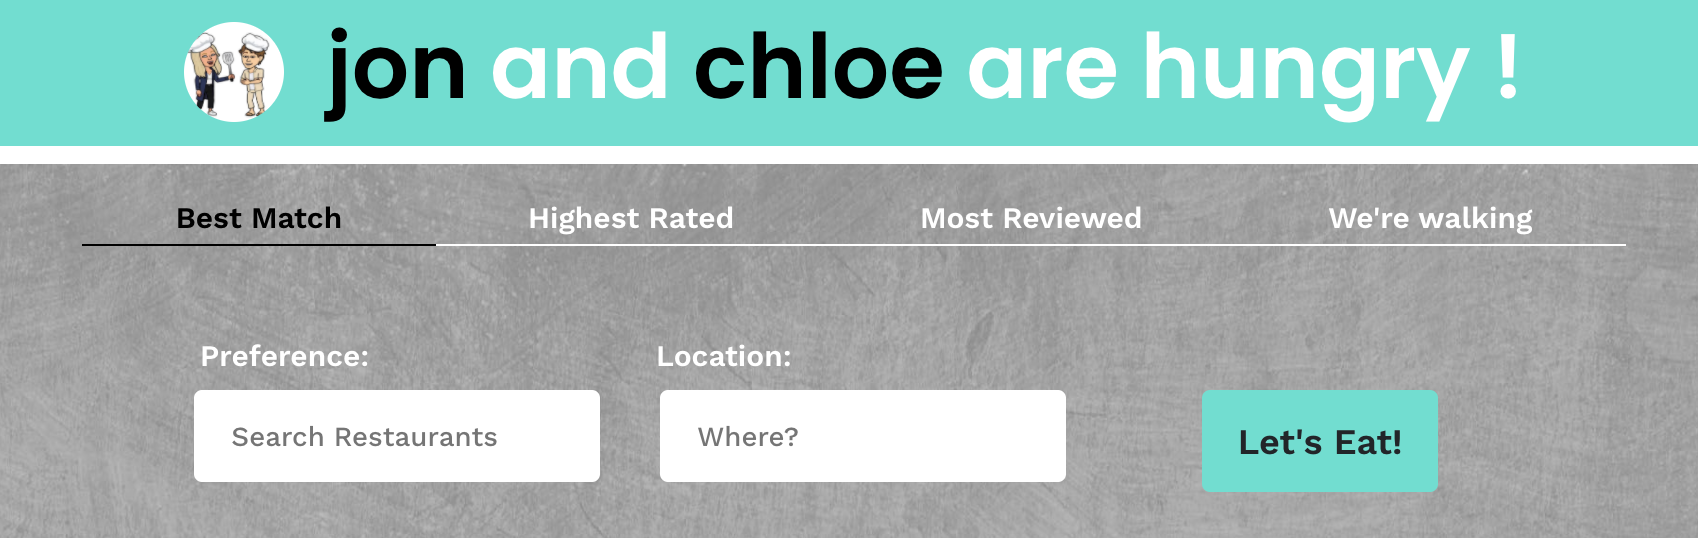 jon and chloe are hungry !
Best Match Highest Rated Most Reviewed We're walking
Preference: Location:
Search Restaurants Where? Let's Eat!